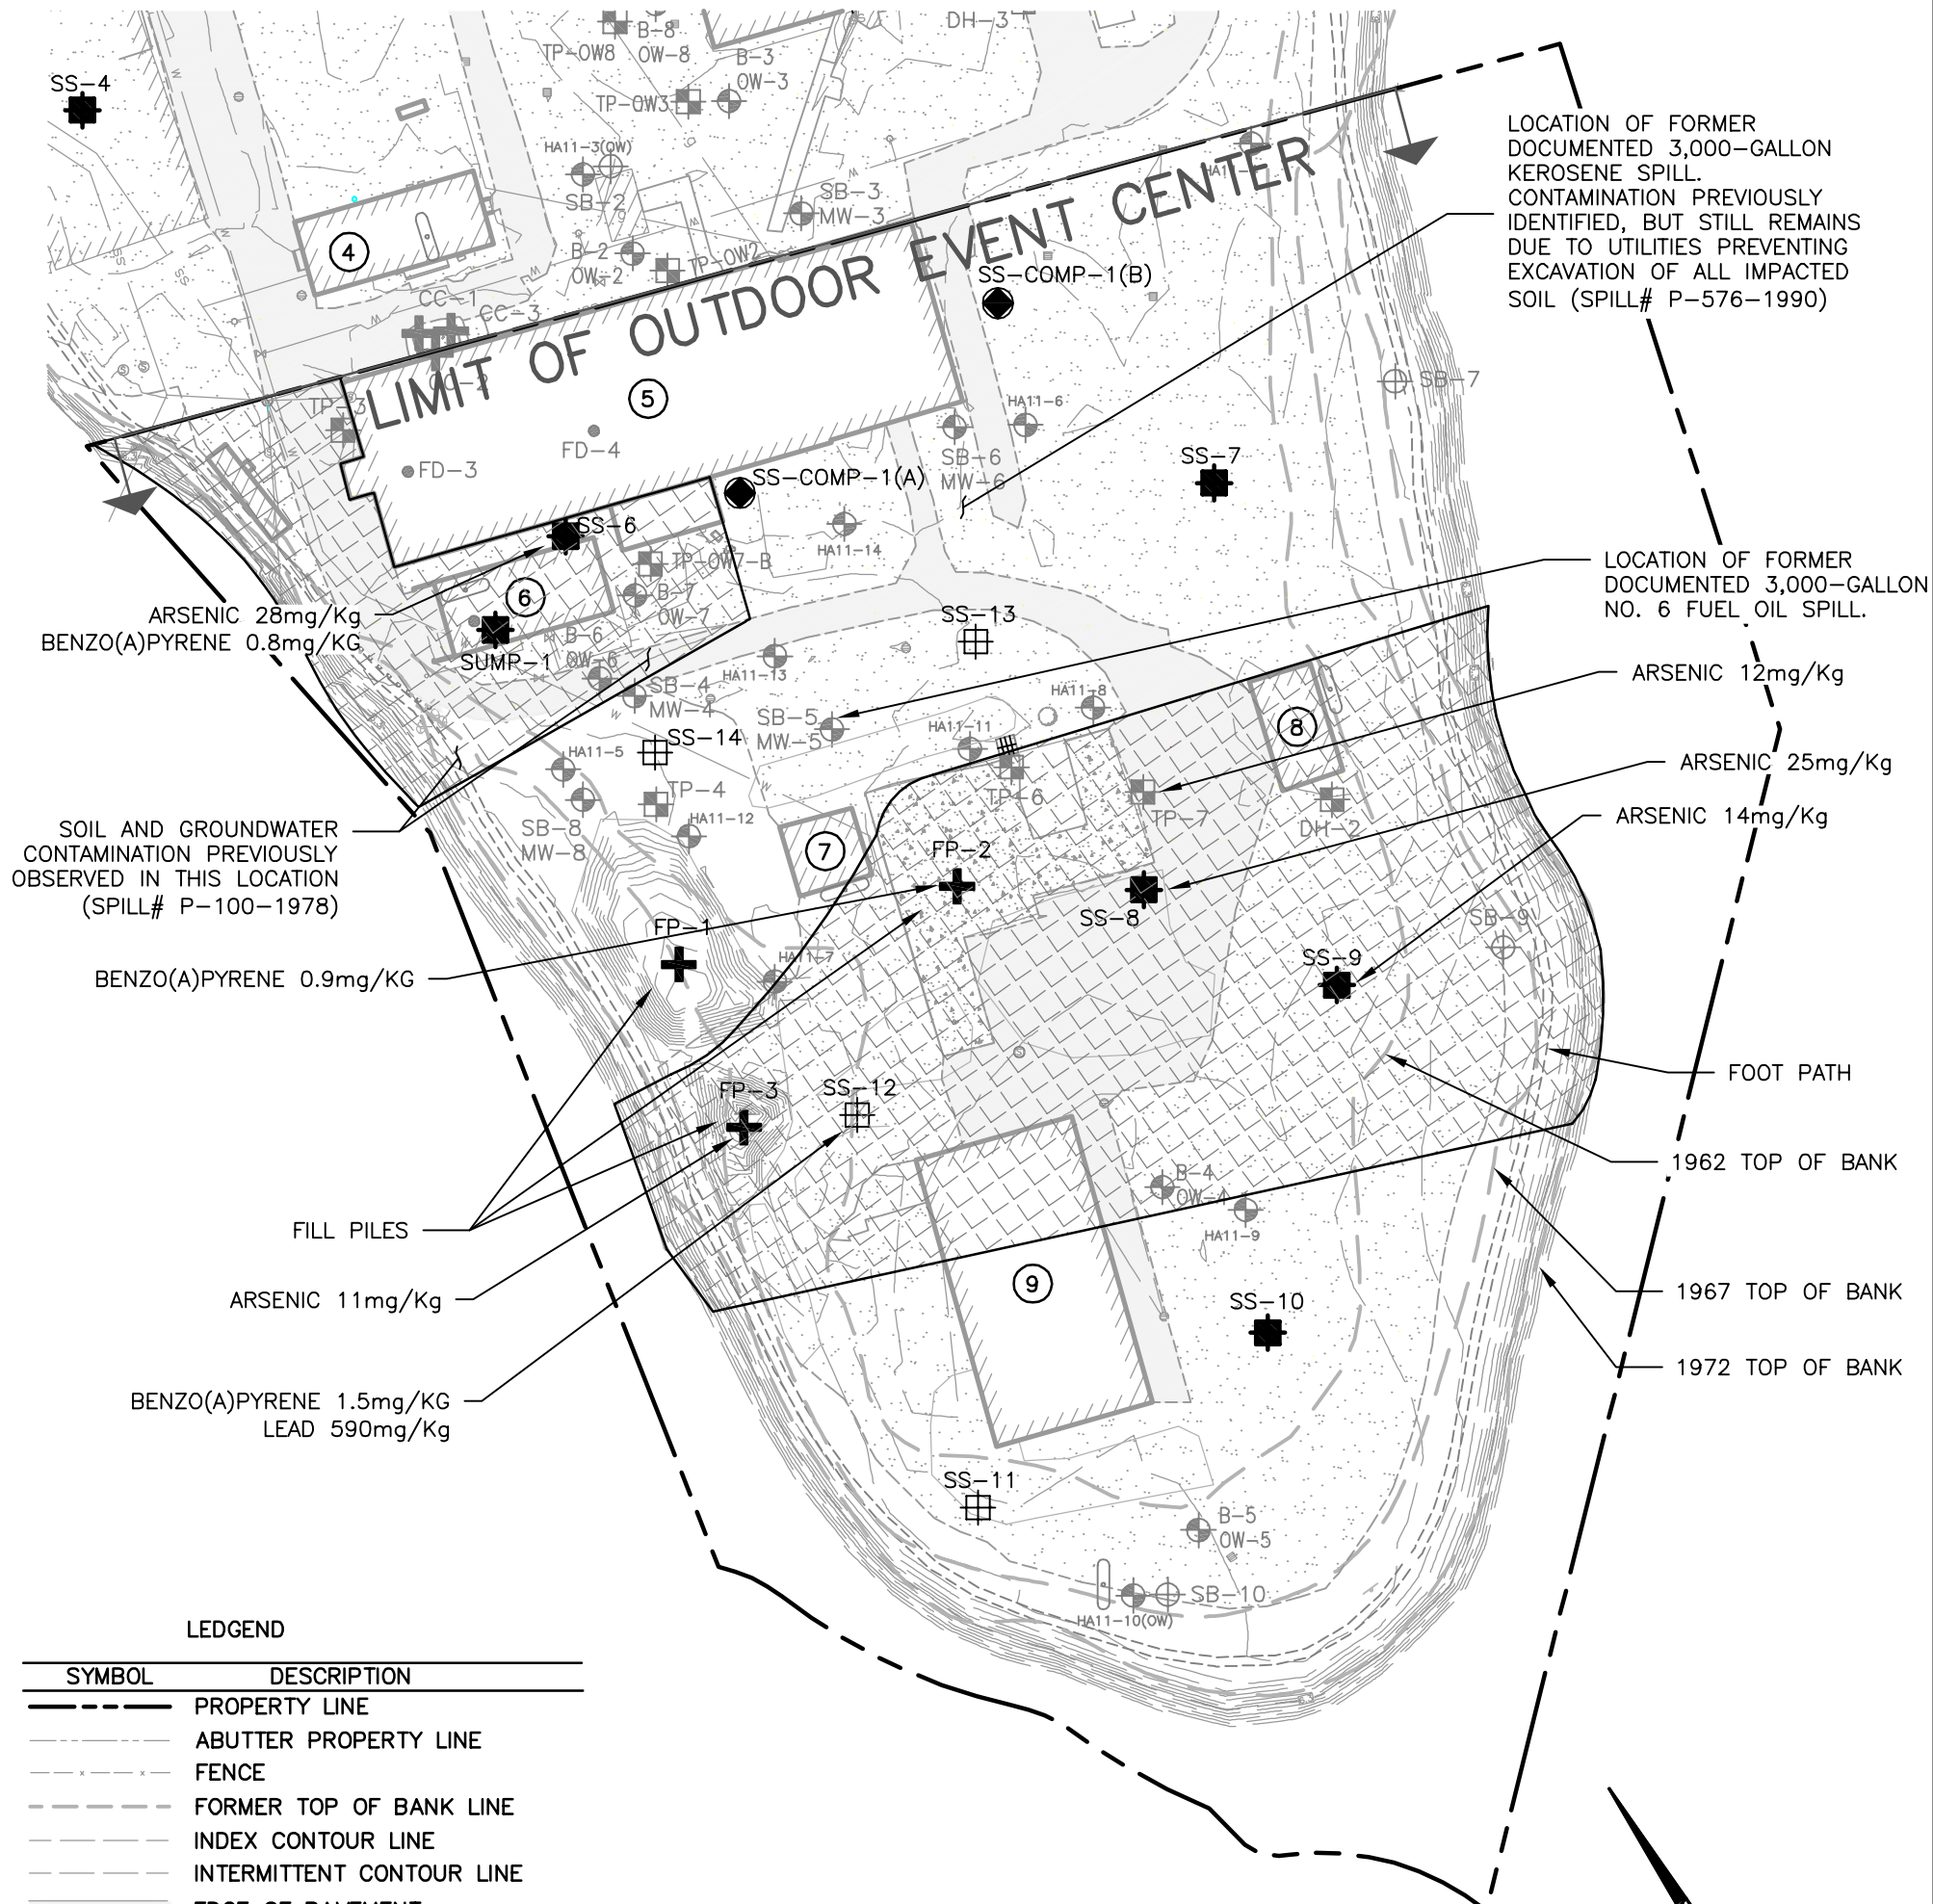 DH-3
B-8
TP-OW8 OW-8
B-3
OW-3
SS-4
TP-OW3
HA11-3(OW)
SB-2
SB-3
MW-3
LIMIT OF OUTDOOR EVENT CENTER
LOCATION OF FORMER
DOCUMENTED 3,000-GALLON
KEROSENE SPILL.
CONTAMINATION PREVIOUSLY
IDENTIFIED, BUT STILL REMAINS
DUE TO UTILITIES PREVENTING
EXCAVATION OF ALL IMPACTED
SOIL (SPILL# P-576-1990)
4
B-2
OW-2
TP-OW2
SS-COMP-1(B)
CC-1
CC-3
CC-2
5
SB-7
TP-3
HA11-6
FD-4
FD-3
SB-6
MW-6
SS-7
SS-COMP-1(A)
SS-6
HA11-14
TP-OW7-B
LOCATION OF FORMER
DOCUMENTED 3,000-GALLON
NO. 6 FUEL OIL SPILL.
6
B-7
OW-7
ARSENIC 28mg/Kg
BENZO(A)PYRENE 0.8mg/KG
SS-13
SUMP-1
B-6
OW-6
HA11-13
SB-4
MW-4
ARSENIC 12mg/Kg
HA11-8
SB-5
MW-5
HA11-11
8
SS-14
HA11-5
ARSENIC 25mg/Kg
TP-6
TP-4
TP-7
DH-2
HA11-12
ARSENIC 14mg/Kg
SB-8
MW-8
7
FP-2
SOIL AND GROUNDWATER
CONTAMINATION PREVIOUSLY
OBSERVED IN THIS LOCATION
(SPILL# P-100-1978)
SS-8
SB-9
FP-1
HA11-7
SS-9
BENZO(A)PYRENE 0.9mg/KG
FOOT PATH
FP-3
SS-12
1962 TOP OF BANK
B-4
OW-4
FILL PILES
HA11-9
9
1967 TOP OF BANK
ARSENIC 11mg/Kg
SS-10
1972 TOP OF BANK
BENZO(A)PYRENE 1.5mg/KG
LEAD 590mg/Kg
SS-11
B-5
OW-5
SB-10
HA11-10(OW)
LEDGEND
SYMBOL DESCRIPTION
PROPERTY LINE
ABUTTER PROPERTY LINE
FENCE
FORMER TOP OF BANK LINE
INDEX CONTOUR LINE
INTERMITTENT CONTOUR LINE